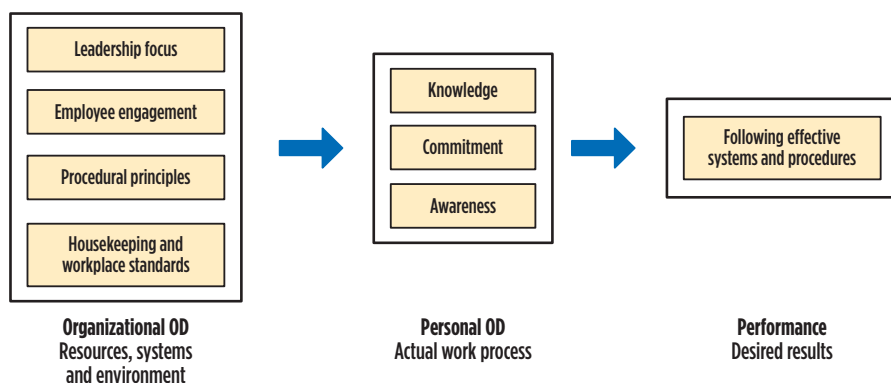 Leadership focus
Employee engagement
Procedural principles
Housekeeping and
workplace standards
Organizational OD
Resources, systems
and environment
Knowledge
Commitment
Awareness
Personal OD
Actual work process
Following effective
systems and procedures
Performance
Desired results